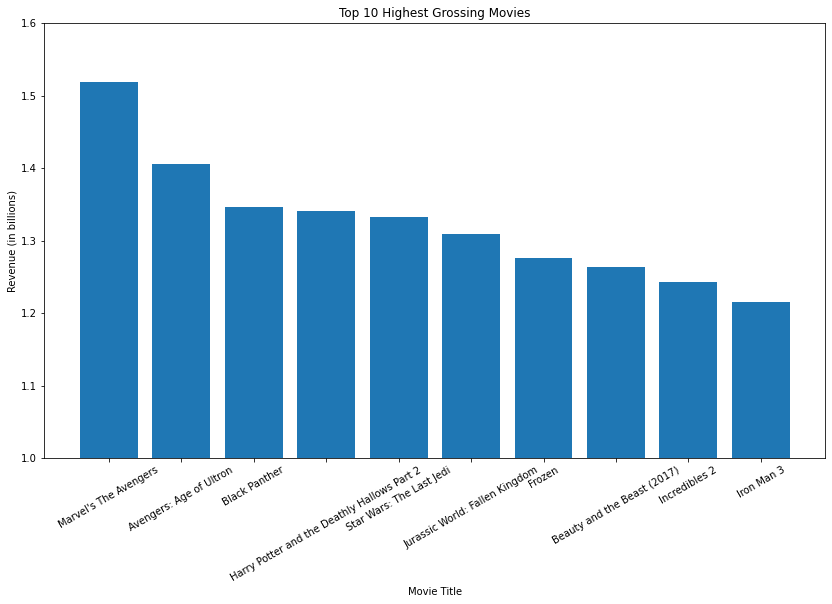 Top 10 Highest Grossing Movies
1.6
1.5
1.4
1.3
1.2
1.1
1.0
Revenue (in billions)
Marvel's The Avengers
Avengers: Age of Ultron
Black Panther
Harry Potter and the Deathly Hallows Part 2
Star Wars: The Last Jedi
Jurassic World: Fallen Kingdom
Frozen
Beauty and the Beast (2017)
Incredibles 2
Iron Man 3
Movie Title